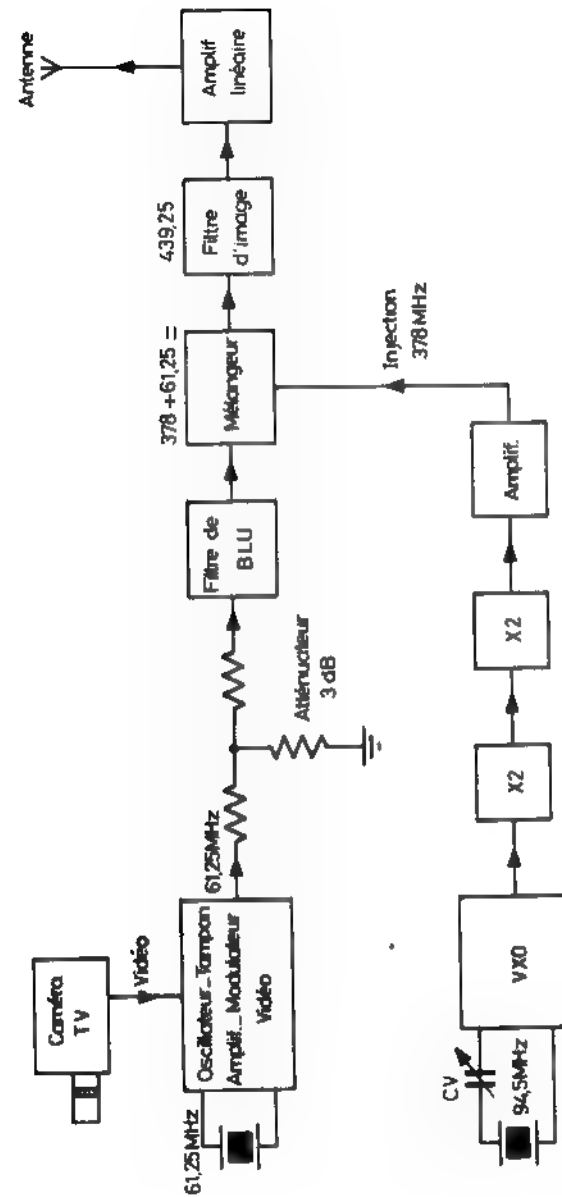 Caméra
TV
Vidéo
61,25MHz
Oscillateur_Tampon
Amplif._Modulateur
Vidéo
61,25MHz
Atténuateur
3 dB
Filtre de
BLU
378 + 61,25 =
Mélangeur
439,25
Filtre
d'image
Amplif
linéaire
Antenne
CV
94,5MHz
VXO
X2
X2
Amplif.
Injection
378 MHz